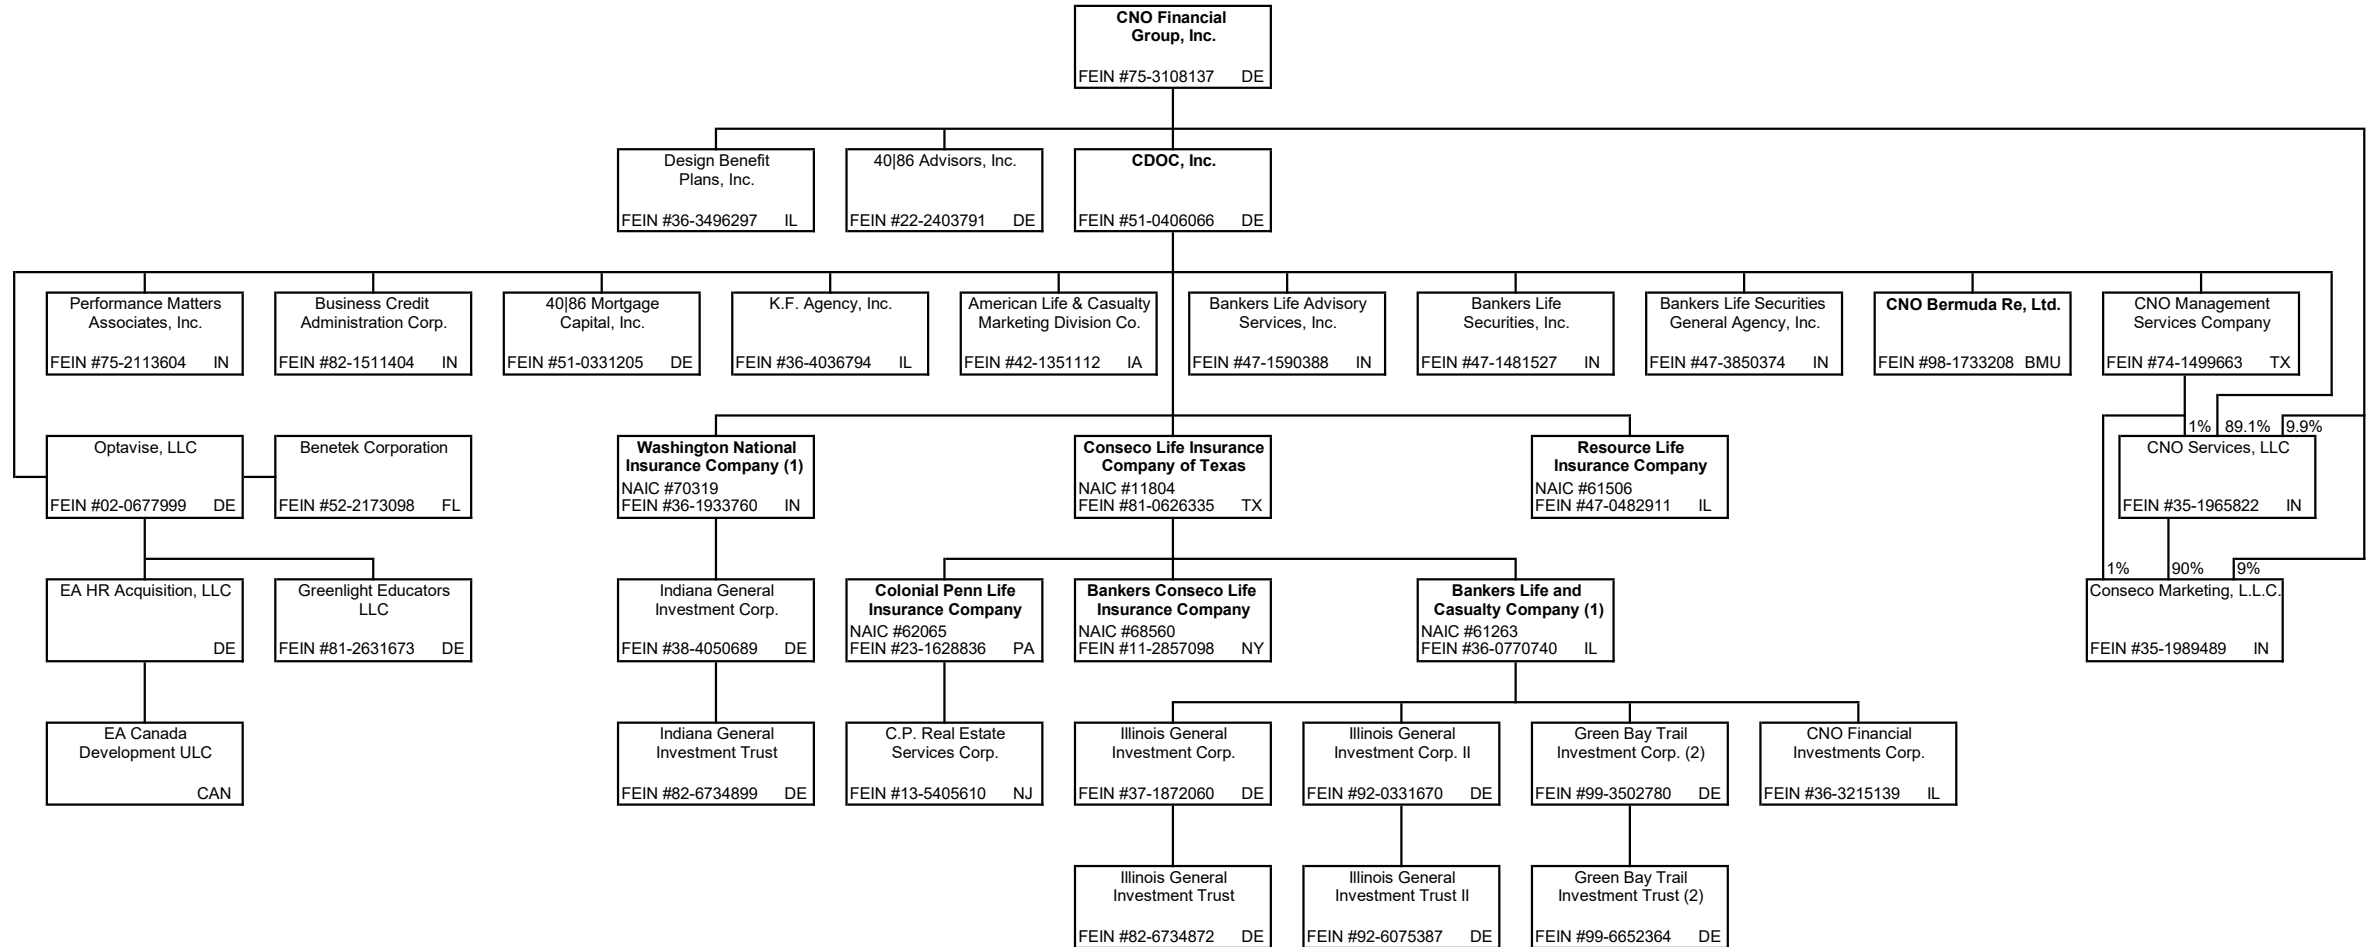 CNO Financial
Group, Inc.
FEIN #75-3108137 DE
Design Benefit
Plans, Inc.
FEIN #36-3496297 IL
40|86 Advisors, Inc.
FEIN #22-2403791 DE
CDOC, Inc.
FEIN #51-0406066 DE
Performance Matters
Associates, Inc.
FEIN #75-2113604 IN
Business Credit
Administration Corp.
FEIN #82-1511404 IN
40|86 Mortgage
Capital, Inc.
FEIN #51-0331205 DE
K.F. Agency, Inc.
FEIN #36-4036794 IL
American Life & Casualty
Marketing Division Co.
FEIN #42-1351112 IA
Bankers Life Advisory
Services, Inc.
FEIN #47-1590388 IN
Bankers Life
Securities, Inc.
FEIN #47-1481527 IN
Bankers Life Securities
General Agency, Inc.
FEIN #47-3850374 IN
CNO Bermuda Re, Ltd.
FEIN #98-1733208 BMU
CNO Management
Services Company
FEIN #74-1499663 TX
Optavise, LLC
FEIN #02-0677999 DE
Benetek Corporation
FEIN #52-2173098 FL
Washington National
Insurance Company (1)
NAIC #70319
FEIN #36-1933760 IN
Conseco Life Insurance
Company of Texas
NAIC #11804
FEIN #81-0626335 TX
Resource Life
Insurance Company
NAIC #61506
FEIN #47-0482911 IL
1% 89.1% 9.9%
CNO Services, LLC
FEIN #35-1965822 IN
EA HR Acquisition, LLC
DE
Greenlight Educators
LLC
FEIN #81-2631673 DE
Indiana General
Investment Corp.
FEIN #38-4050689 DE
Colonial Penn Life
Insurance Company
NAIC #62065
FEIN #23-1628836 PA
Bankers Conseco Life
Insurance Company
NAIC #68560
FEIN #11-2857098 NY
Bankers Life and
Casualty Company (1)
NAIC #61263
FEIN #36-0770740 IL
1% 90% 9%
Conseco Marketing, L.L.C.
FEIN #35-1989489 IN
EA Canada
Development ULC
CAN
Indiana General
Investment Trust
FEIN #82-6734899 DE
C.P. Real Estate
Services Corp.
FEIN #13-5405610 NJ
Illinois General
Investment Corp.
FEIN #37-1872060 DE
Illinois General
Investment Corp. II
FEIN #92-0331670 DE
Green Bay Trail
Investment Corp. (2)
FEIN #99-3502780 DE
CNO Financial
Investments Corp.
FEIN #36-3215139 IL
Illinois General
Investment Trust
FEIN #82-6734872 DE
Illinois General
Investment Trust II
FEIN #92-6075387 DE
Green Bay Trail
Investment Trust (2)
FEIN #99-6652364 DE